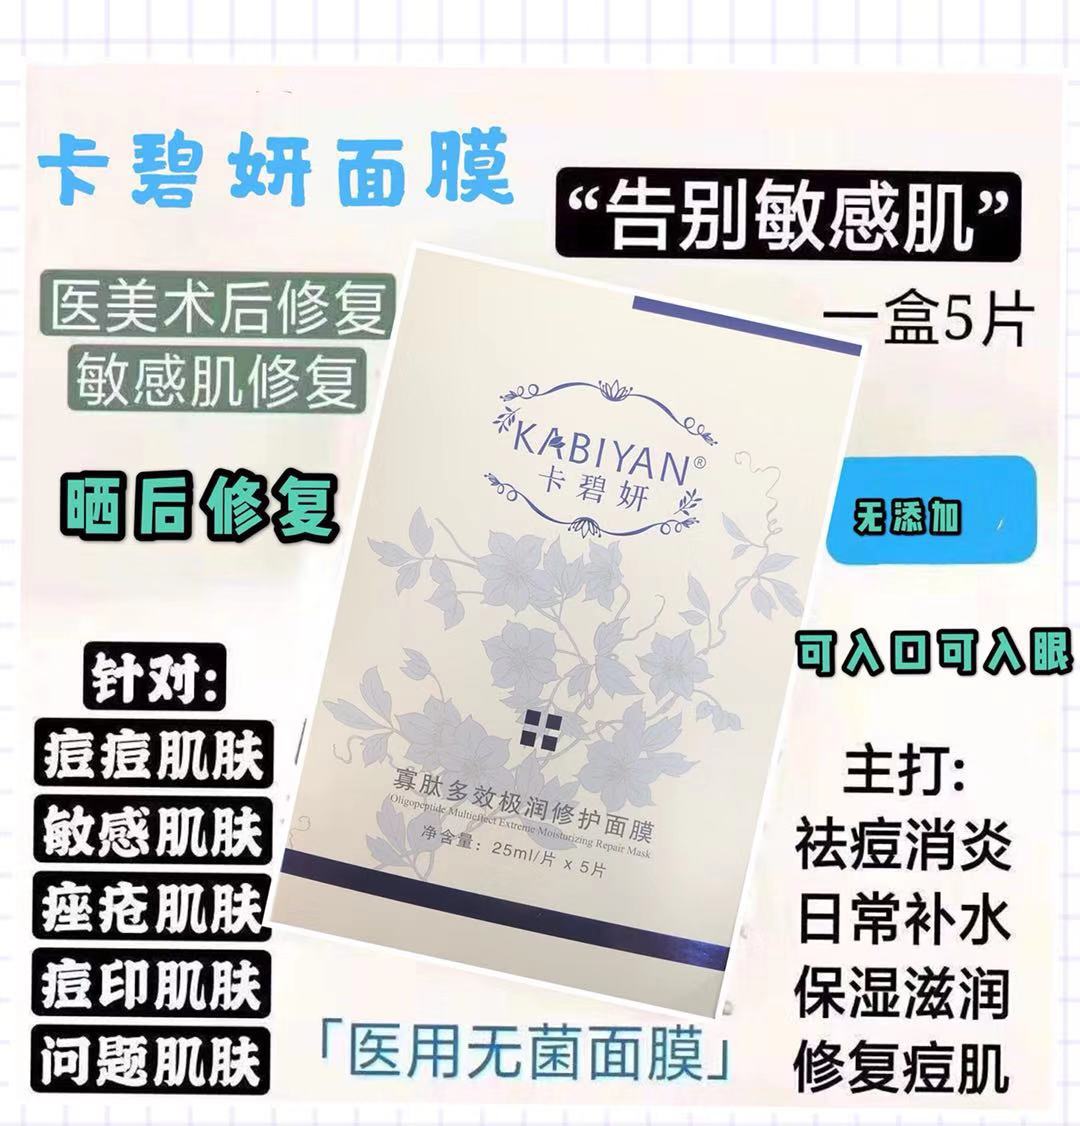 卡碧妍面膜
“告别敏感肌”
一盒5片
医美术后修复
敏感肌修复
晒后修复
KABIYAN®
卡碧妍
无添加
可入口可入眼
针对:
痘痘肌肤
敏感肌肤
痤疮肌肤
痘印肌肤
问题肌肤
寡肽多效极润修护面膜
Oligopeptide Multieffect Extreme Moisturizing Repair Mask
净含量：25ml/片 x 5片
主打:
祛痘消炎
日常补水
保湿滋润
修复痘肌
「医用无菌面膜」